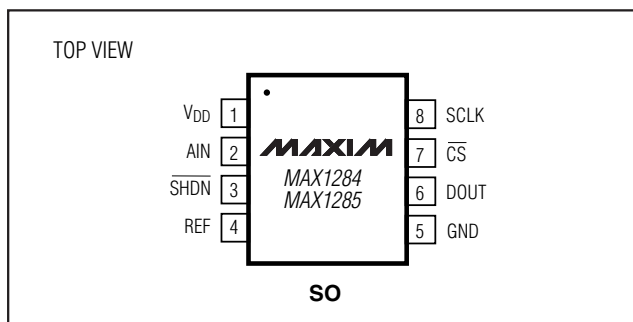 TOP VIEW
VDD 1
AIN 2
SHDN 3
REF 4
MAXIM
MAX1284
MAX1285
8 SCLK
7 CS
6 DOUT
5 GND
SO